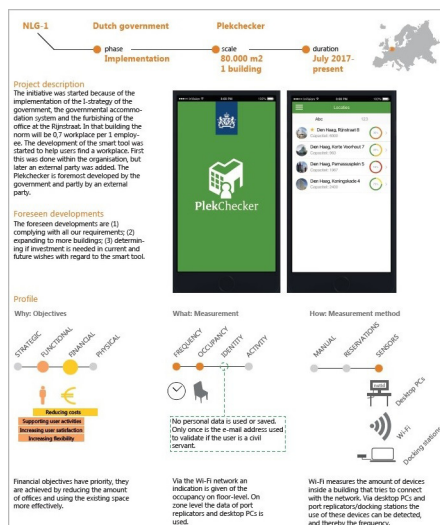 NLG-1
Dutch government
Plekchecker
phase
Implementation
scale
80.000 m2
1 building
duration
July 2017-
present
Project description
The initiative was started because of the
implementation of the I-strategy of the
government, the governmental accommo-
dation system and the furbishing of the
office at the Rijnstraat. In that building the
norm will be 0,7 workplace per 1 employ-
ee. The development of the smart tool was
started to help users find a workplace. First
this was done within the organisation, but
later an external party was added. The
Plekchecker is foremost developed by the
government and partly by an external
party.
Foreseen developments
The foreseen developments are (1)
complying with all our requirements; (2)
expanding to more buildings; (3) determin-
ing if investment is needed in current and
future wishes with regard to the smart tool.
PlekChecker
Locaties
Abc
123
Den Haag, Rijnstraat 8
Den Haag, Korte Voorhout 7
Den Haag, Parnassusplein 5
Den Haag, Koningskade 4
Profile
Why: Objectives
STRATEGIC
FUNCTIONAL
FINANCIAL
PHYSICAL
Reducing costs
Supporting user activities
Increasing user satisfaction
Increasing flexibility
Financial objectives have priority, they
are achieved by reducing the amount
of offices and using the existing space
more effectively.
What: Measurement
FREQUENCY
OCCUPANCY
IDENTITY
ACTIVITY
No personal data is used or saved.
Only once is the e-mail address used
to validate if the user is a civil
servant.
Via the Wi-Fi network an
indication is given of the
occupancy on floor-level. On
zone level the data of port
replicators and desktop PCs is
used.
How: Measurement method
MANUAL
RESERVATIONS
SENSORS
Desktop PCs
Wi-Fi
Docking stations
Wi-Fi measures the amount of devices
inside a building that tries to connect
with the network. Via desktop PCs and
port replicators/docking stations the
use of these devices can be detected,
and thereby the frequency.